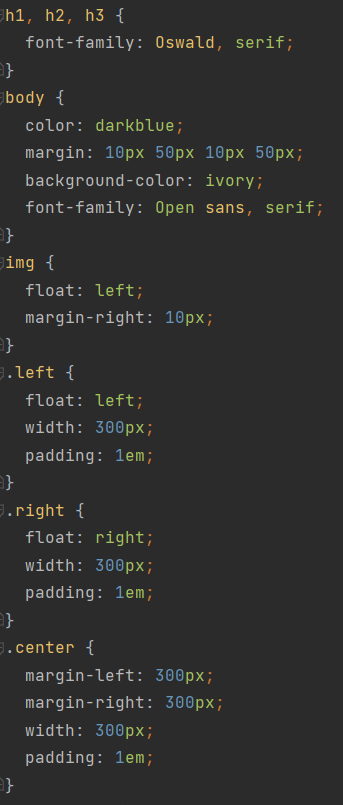 h1, h2, h3 {
  font-family: Oswald, serif;
}
body {
  color: darkblue;
  margin: 10px 50px 10px 50px;
  background-color: ivory;
  font-family: Open sans, serif;
}
img {
  float: left;
  margin-right: 10px;
}
.left {
  float: left;
  width: 300px;
  padding: 1em;
}
.right {
  float: right;
  width: 300px;
  padding: 1em;
}
.center {
  margin-left: 300px;
  margin-right: 300px;
  width: 300px;
  padding: 1em;
}